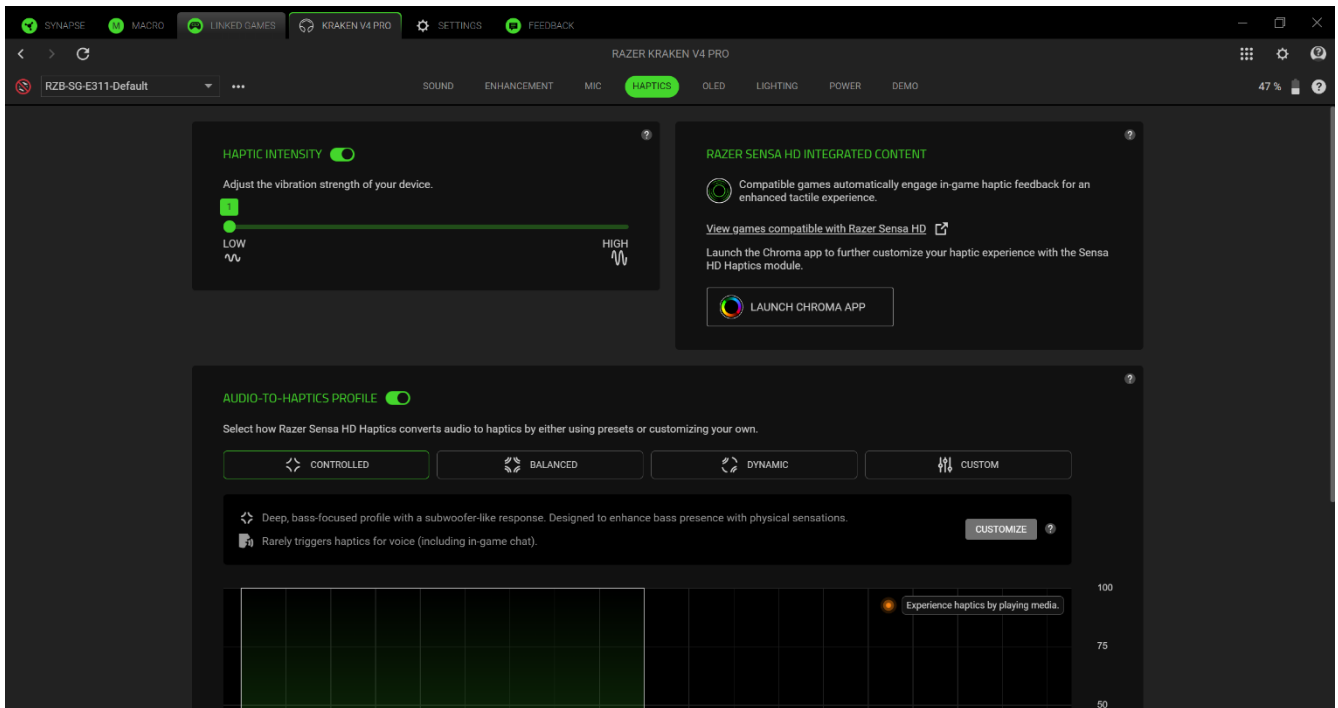 SYNAPSE
MACRO
LINKED GAMES
KRAKEN V4 PRO
SETTINGS
FEEDBACK
RAZER KRAKEN V4 PRO
RZB-SG-E311-Default
SOUND
ENHANCEMENT
MIC
HAPTICS
OLED
LIGHTING
POWER
DEMO
47 %
HAPTIC INTENSITY
Adjust the vibration strength of your device.
1
LOW
HIGH
RAZER SENSA HD INTEGRATED CONTENT
Compatible games automatically engage in-game haptic feedback for an
enhanced tactile experience.
View games compatible with Razer Sensa HD
Launch the Chroma app to further customize your haptic experience with the Sensa
HD Haptics module.
LAUNCH CHROMA APP
AUDIO-TO-HAPTICS PROFILE
Select how Razer Sensa HD Haptics converts audio to haptics by either using presets or customizing your own.
CONTROLLED
BALANCED
DYNAMIC
CUSTOM
Deep, bass-focused profile with a subwoofer-like response. Designed to enhance bass presence with physical sensations.
Rarely triggers haptics for voice (including in-game chat).
CUSTOMIZE
Experience haptics by playing media.
100
75
50